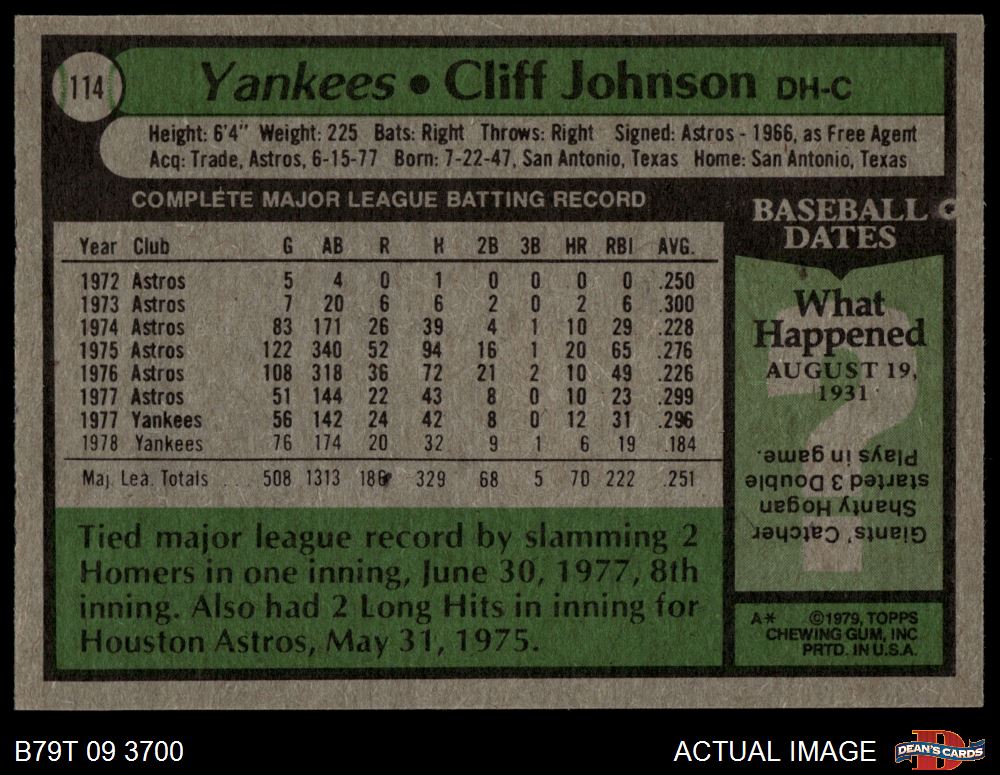 114
Yankees • Cliff Johnson DH-C
Height: 6'4" Weight: 225 Bats: Right Throws: Right Signed: Astros - 1966, as Free Agent
Acq: Trade, Astros, 6-15-77 Born: 7-22-47, San Antonio, Texas Home: San Antonio, Texas
COMPLETE MAJOR LEAGUE BATTING RECORD
Year Club G AB R H 2B 3B HR RBI AVG.
1972 Astros 5 4 0 1 0 0 0 0 .250
1973 Astros 7 20 6 6 2 0 2 6 .300
1974 Astros 83 171 26 39 4 1 10 29 .228
1975 Astros 122 340 52 94 16 1 20 65 .276
1976 Astros 108 318 36 72 21 2 10 49 .226
1977 Astros 51 144 22 43 8 0 10 23 .299
1977 Yankees 56 142 24 42 8 0 12 31 .296
1978 Yankees 76 174 20 32 9 1 6 19 .184
Maj. Lea. Totals 508 1313 186 329 68 5 70 222 .251
Tied major league record by slamming 2
Homers in one inning, June 30, 1977, 8th
inning. Also had 2 Long Hits in inning for
Houston Astros, May 31, 1975.
BASEBALL
DATES
What
Happened
AUGUST 19,
1931
?
Giants' Catcher
Shanty Hogan
started 3 Double
Plays in game.
A* ©1979, TOPPS
CHEWING GUM, INC
PRTD. IN U.S.A.
B79T 09 3700
ACTUAL IMAGE
DEAN'S CARDS